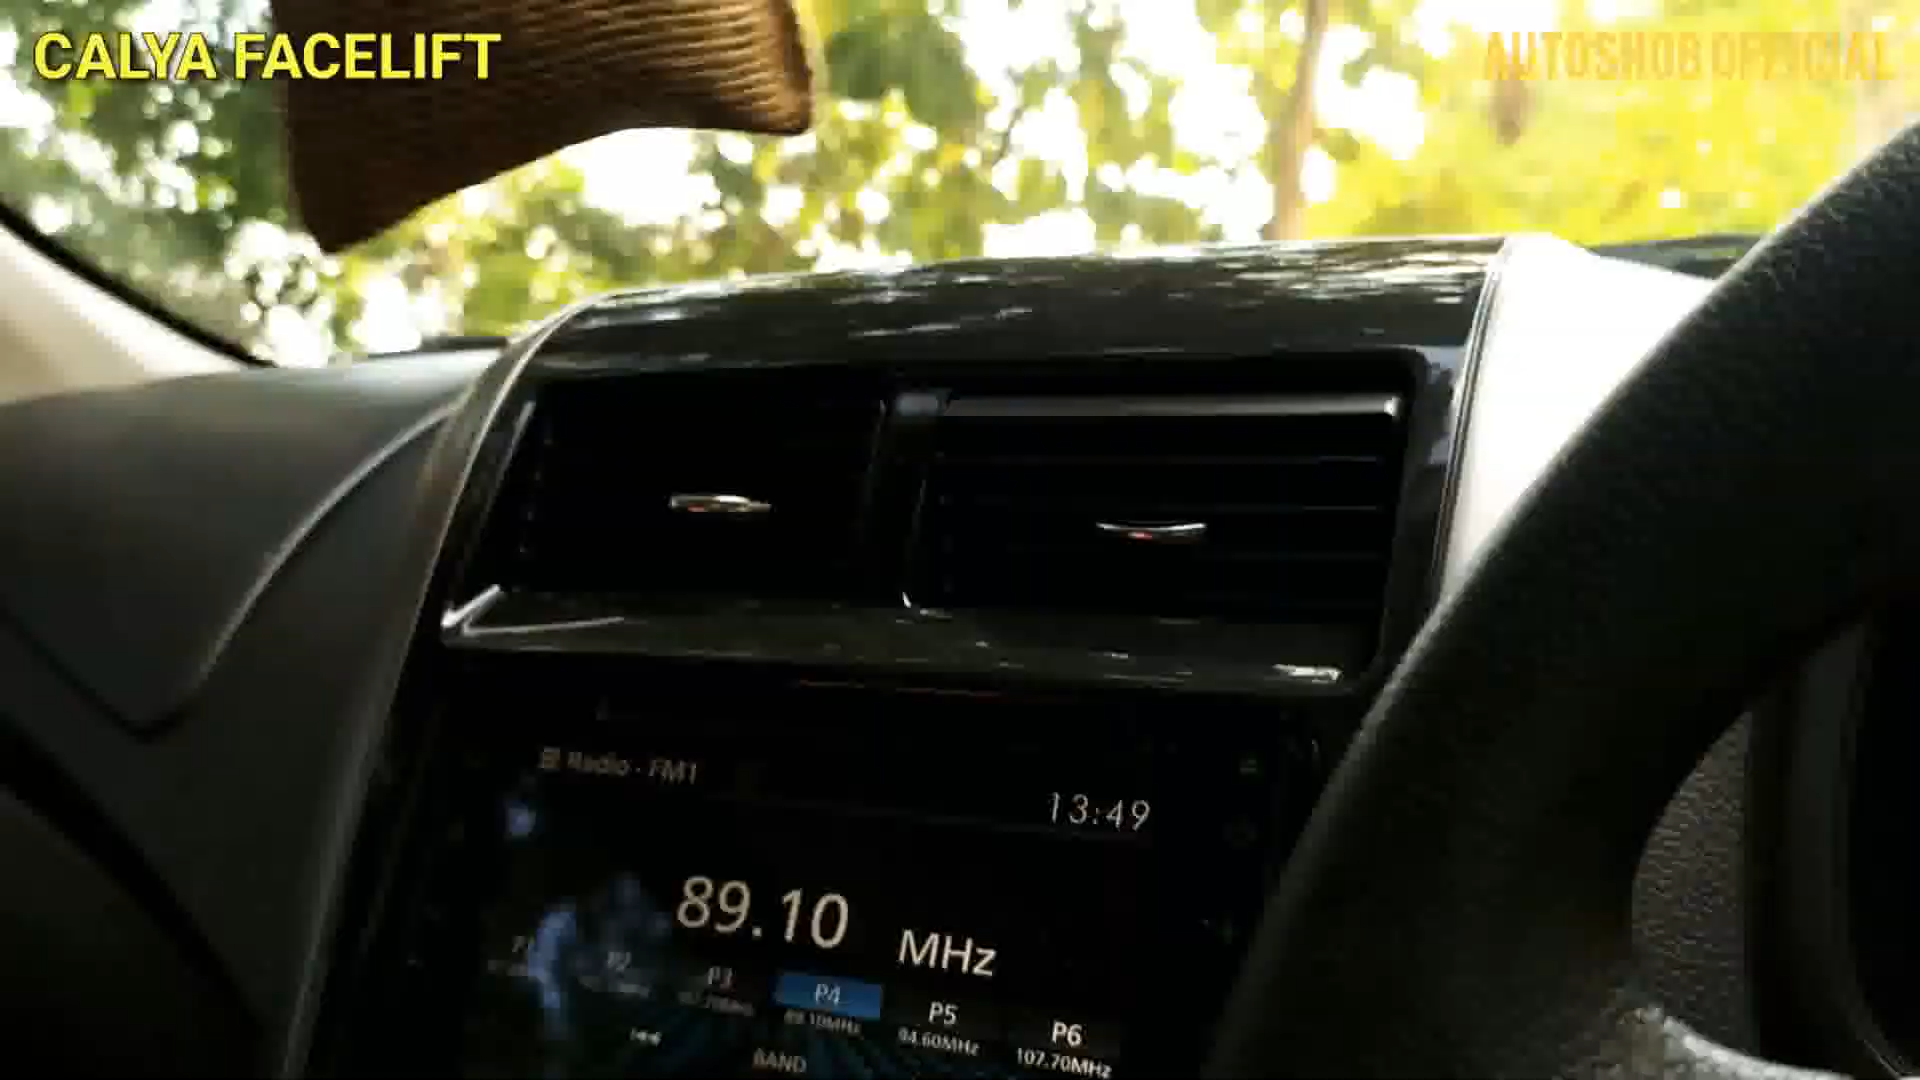 CALYA FACELIFT
AUTOSHOB OFFICIAL
Radio - FM1
13:49
89.10 MHz
P2 P3 P4 P5 P6
89.10MHz 94.60MHz 107.70MHz
BAND